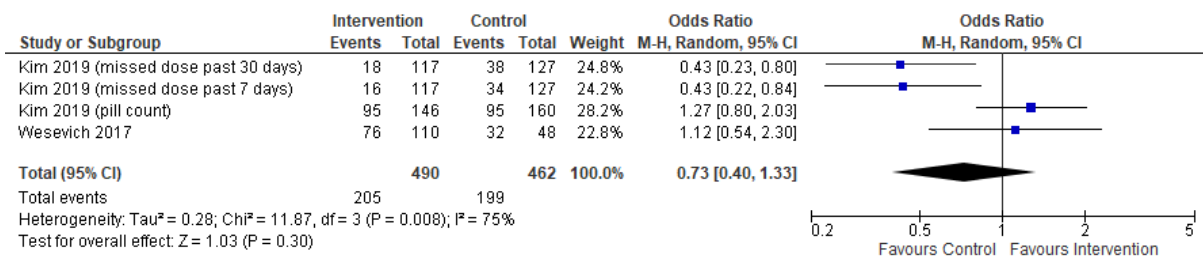 Intervention Control Odds Ratio Odds Ratio
Study or Subgroup Events Total Events Total Weight M-H, Random, 95% CI M-H, Random, 95% CI
Kim 2019 (missed dose past 30 days) 18 117 38 127 24.8% 0.43 [0.23, 0.80]
Kim 2019 (missed dose past 7 days) 16 117 34 127 24.2% 0.43 [0.22, 0.84]
Kim 2019 (pill count) 95 146 95 160 28.2% 1.27 [0.80, 2.03]
Wesevich 2017 76 110 32 48 22.8% 1.12 [0.54, 2.30]
Total (95% CI) 490 462 100.0% 0.73 [0.40, 1.33]
Total events 205 199
Heterogeneity: Tau² = 0.28; Chi² = 11.87, df = 3 (P = 0.008); I² = 75%
Test for overall effect: Z = 1.03 (P = 0.30)
0.2 0.5 1 2 5
Favours Control Favours Intervention